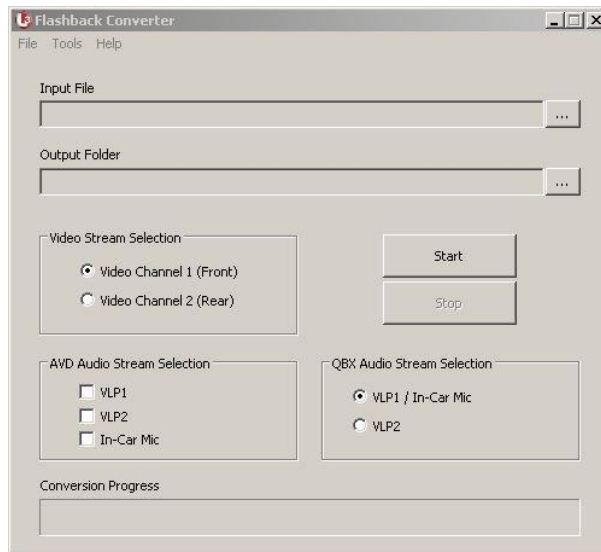 Flashback Converter
File Tools Help
Input File
...
Output Folder
...
Video Stream Selection
Video Channel 1 (Front)
Video Channel 2 (Rear)
Start
Stop
AVD Audio Stream Selection
VLP1
VLP2
In-Car Mic
QBX Audio Stream Selection
VLP1 / In-Car Mic
VLP2
Conversion Progress